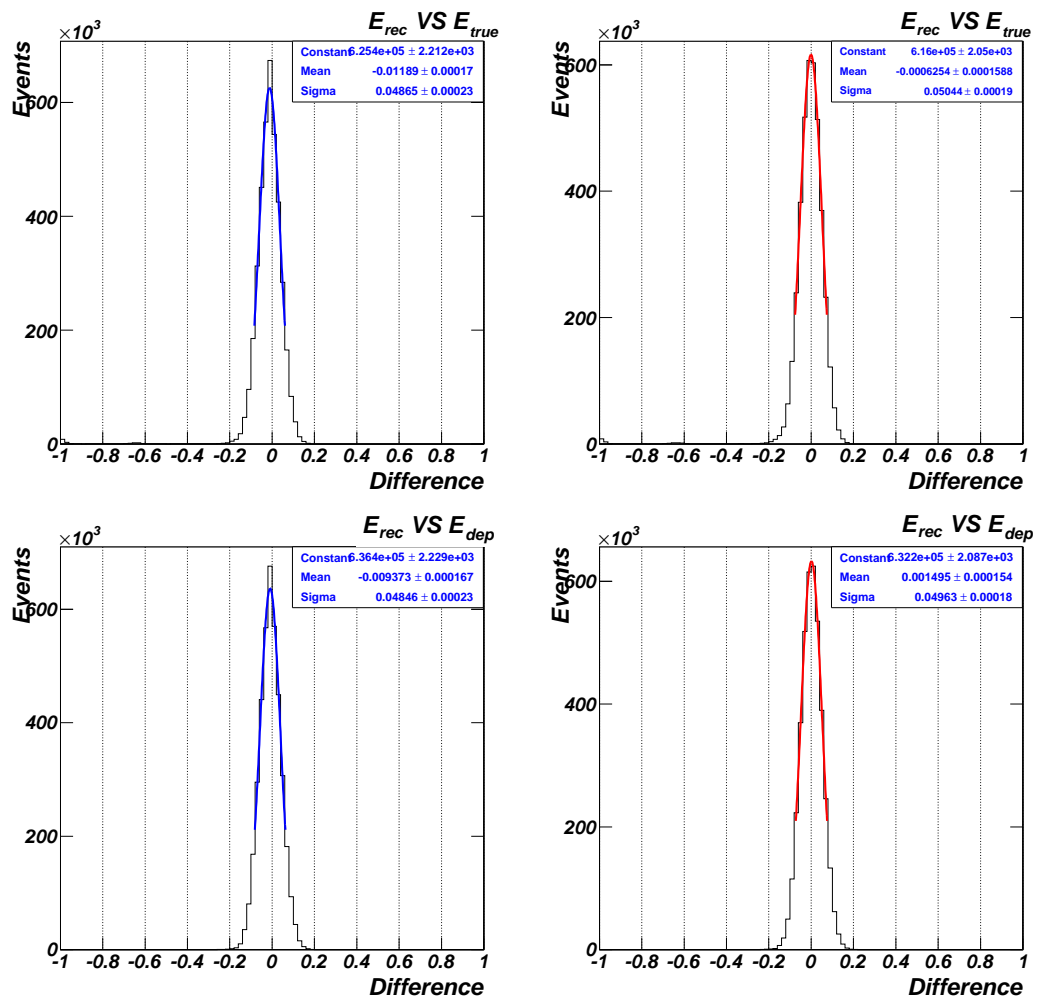 E_rec VS E_true
×10³
Events
Constant 6.254e+05 ± 2.212e+03
Mean -0.01189 ± 0.00017
Sigma 0.04865 ± 0.00023
600
400
200
0
-1 -0.8 -0.6 -0.4 -0.2 0 0.2 0.4 0.6 0.8 1
Difference
E_rec VS E_true
×10³
Events
Constant 6.16e+05 ± 2.05e+03
Mean -0.0006254 ± 0.0001588
Sigma 0.05044 ± 0.00019
600
400
200
0
-1 -0.8 -0.6 -0.4 -0.2 0 0.2 0.4 0.6 0.8 1
Difference
E_rec VS E_dep
×10³
Events
Constant 6.364e+05 ± 2.229e+03
Mean -0.009373 ± 0.000167
Sigma 0.04846 ± 0.00023
600
400
200
0
-1 -0.8 -0.6 -0.4 -0.2 0 0.2 0.4 0.6 0.8 1
Difference
E_rec VS E_dep
×10³
Events
Constant 6.322e+05 ± 2.087e+03
Mean 0.001495 ± 0.000154
Sigma 0.04963 ± 0.00018
600
400
200
0
-1 -0.8 -0.6 -0.4 -0.2 0 0.2 0.4 0.6 0.8 1
Difference